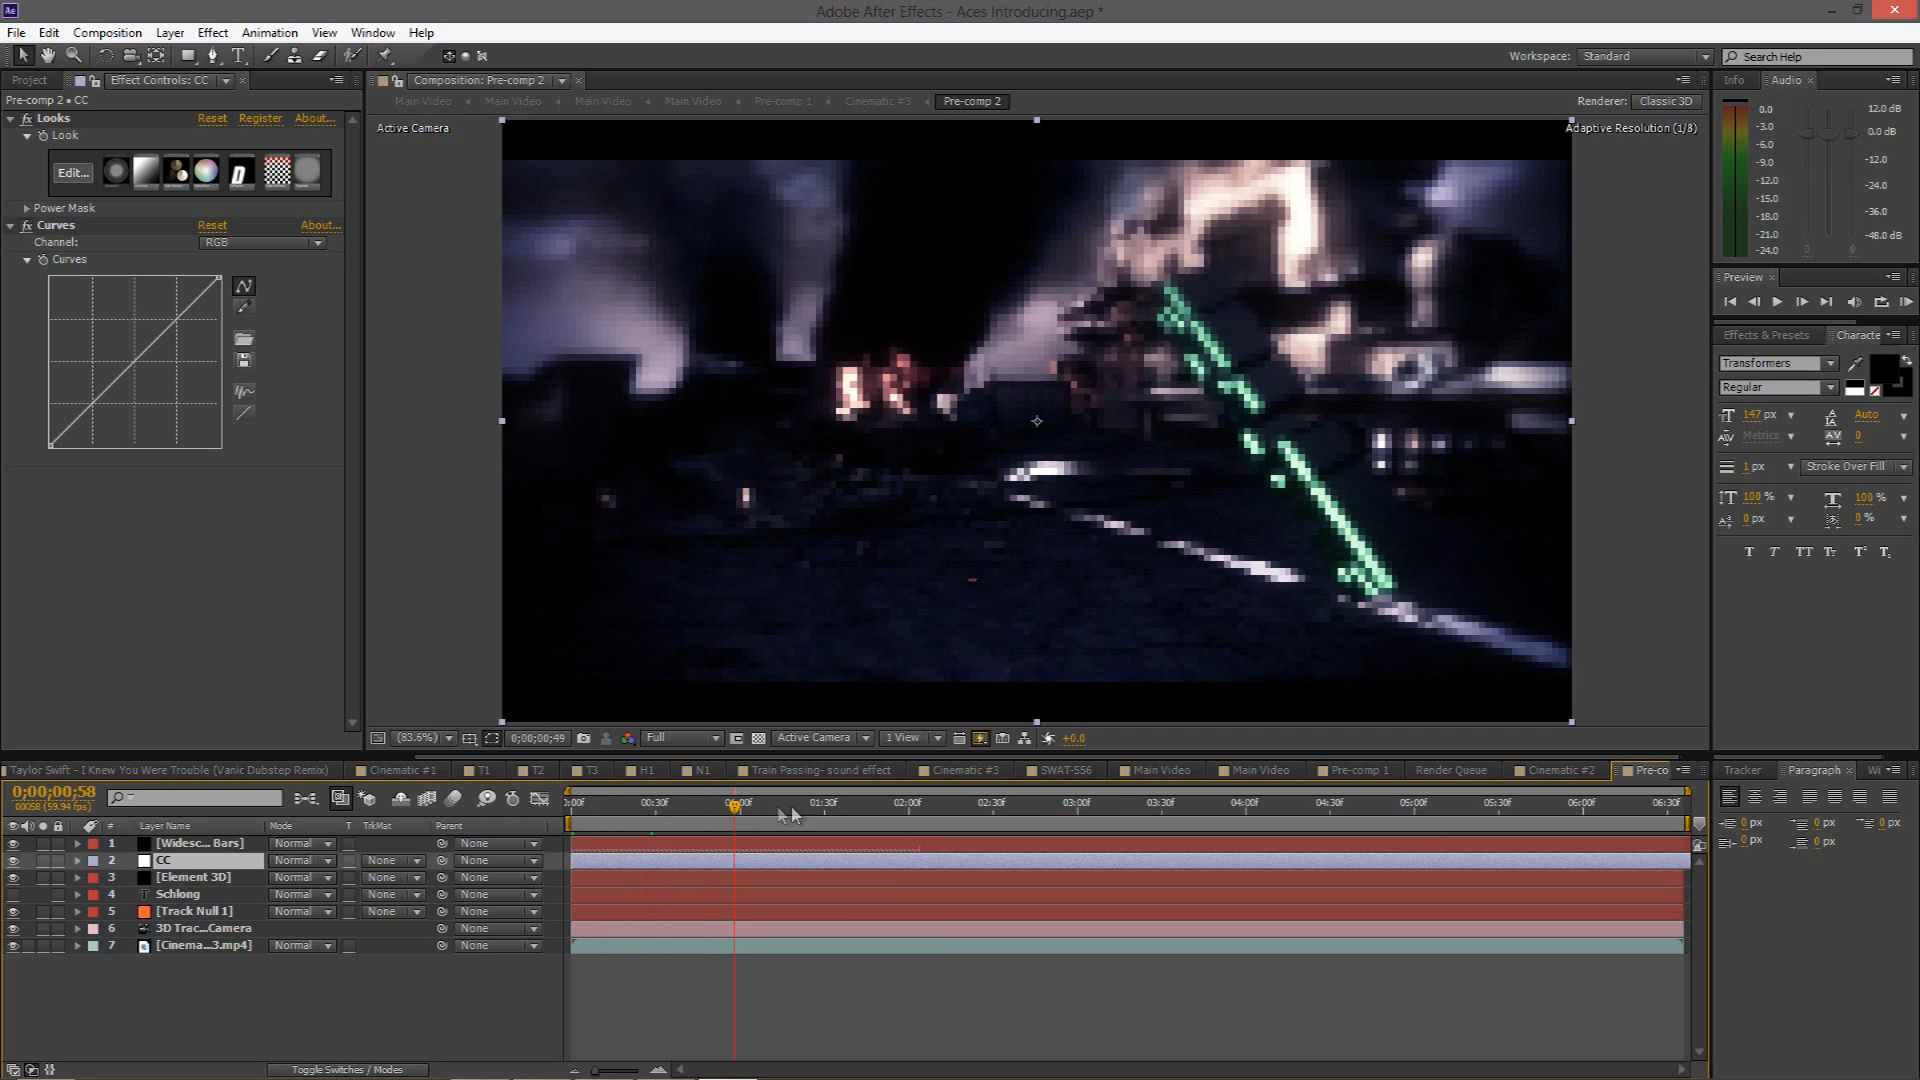 Ae Adobe After Effects - Aces Introducing.aep *
File Edit Composition Layer Effect Animation View Window Help
Workspace: Standard Search Help
Project Effect Controls: CC Composition: Pre-comp 2 Info Audio
Pre-comp 2 • CC Main Video Main Video Main Video Main Video Pre-comp 1 Cinematic #3 Pre-comp 2 Renderer: Classic 3D
fx Looks Reset Register About...
Look
Edit...
Power Mask
fx Curves Reset About...
Channel: RGB
Curves
Active Camera Adaptive Resolution (1/8)
0.0 12.0 dB
-3.0 0.0 dB
-6.0
-9.0 -12.0
-12.0 -24.0
-15.0
-18.0 -36.0
-21.0 -48.0 dB
-24.0 0 0
Preview
Effects & Presets Characte
Transformers
Regular
147 px Auto
Metrics 0
1 px Stroke Over Fill
100 % 100 %
0 px 0 %
T T TT Tt T¹ T₁
(83.6%) 0;00;00;49 Full Active Camera 1 View +0.0
Taylor Swift - I Knew You Were Trouble (Vanic Dubstep Remix) Cinematic #1 T1 T2 T3 H1 N1 Train Passing- sound effect Cinematic #3 SWAT-556 Main Video Main Video Pre-comp 1 Render Queue Cinematic #2 Pre-co
Tracker Paragraph Wi
0;00;00;58
00058 (59.94 fps)
00f 00:30f 01:00f 01:30f 02:00f 02:30f 03:00f 03:30f 04:00f 04:30f 05:00f 05:30f 06:00f 06:30f
# Layer Name Mode T TrkMat Parent
1 [Widesc... Bars] Normal None
2 CC Normal None None
3 [Element 3D] Normal None None
4 T Schlong Normal None None
5 [Track Null 1] Normal None None
6 3D Trac...Camera None
7 [Cinema...3.mp4] Normal None
0 px 0 px 0 px
0 px 0 px
Toggle Switches / Modes